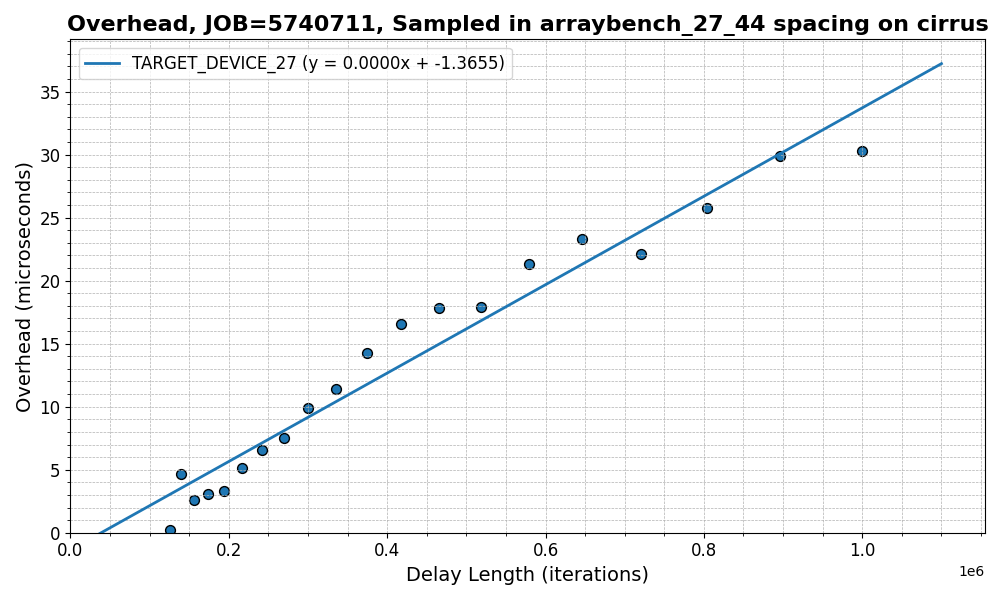 Overhead, JOB=5740711, Sampled in arraybench_27_44 spacing on cirrus
TARGET_DEVICE_27 (y = 0.0000x + -1.3655)
Overhead (microseconds)
35
30
25
20
15
10
5
0
0.0 0.2 0.4 0.6 0.8 1.0
1e6
Delay Length (iterations)